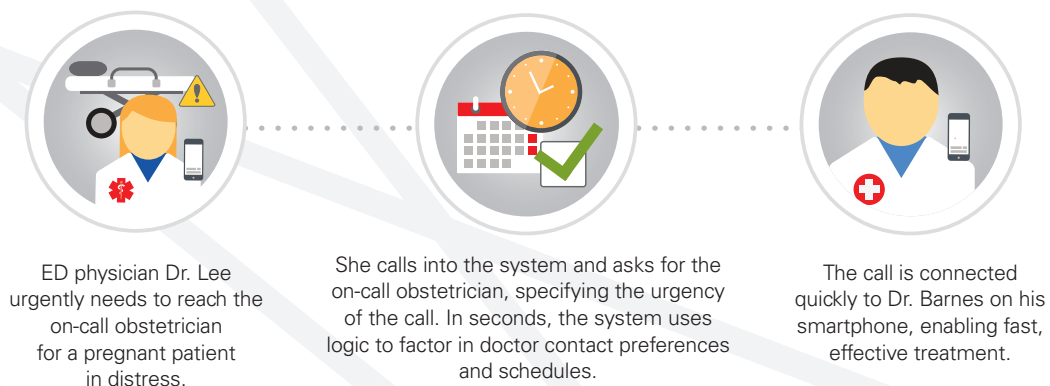 ED physician Dr. Lee
urgently needs to reach the
on-call obstetrician
for a pregnant patient
in distress.
She calls into the system and asks for the
on-call obstetrician, specifying the urgency
of the call. In seconds, the system uses
logic to factor in doctor contact preferences
and schedules.
The call is connected
quickly to Dr. Barnes on his
smartphone, enabling fast,
effective treatment.